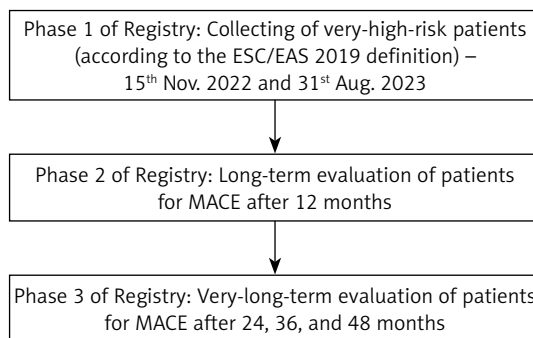 Phase 1 of Registry: Collecting of very-high-risk patients
(according to the ESC/EAS 2019 definition) –
15th Nov. 2022 and 31st Aug. 2023
Phase 2 of Registry: Long-term evaluation of patients
for MACE after 12 months
Phase 3 of Registry: Very-long-term evaluation of patients
for MACE after 24, 36, and 48 months